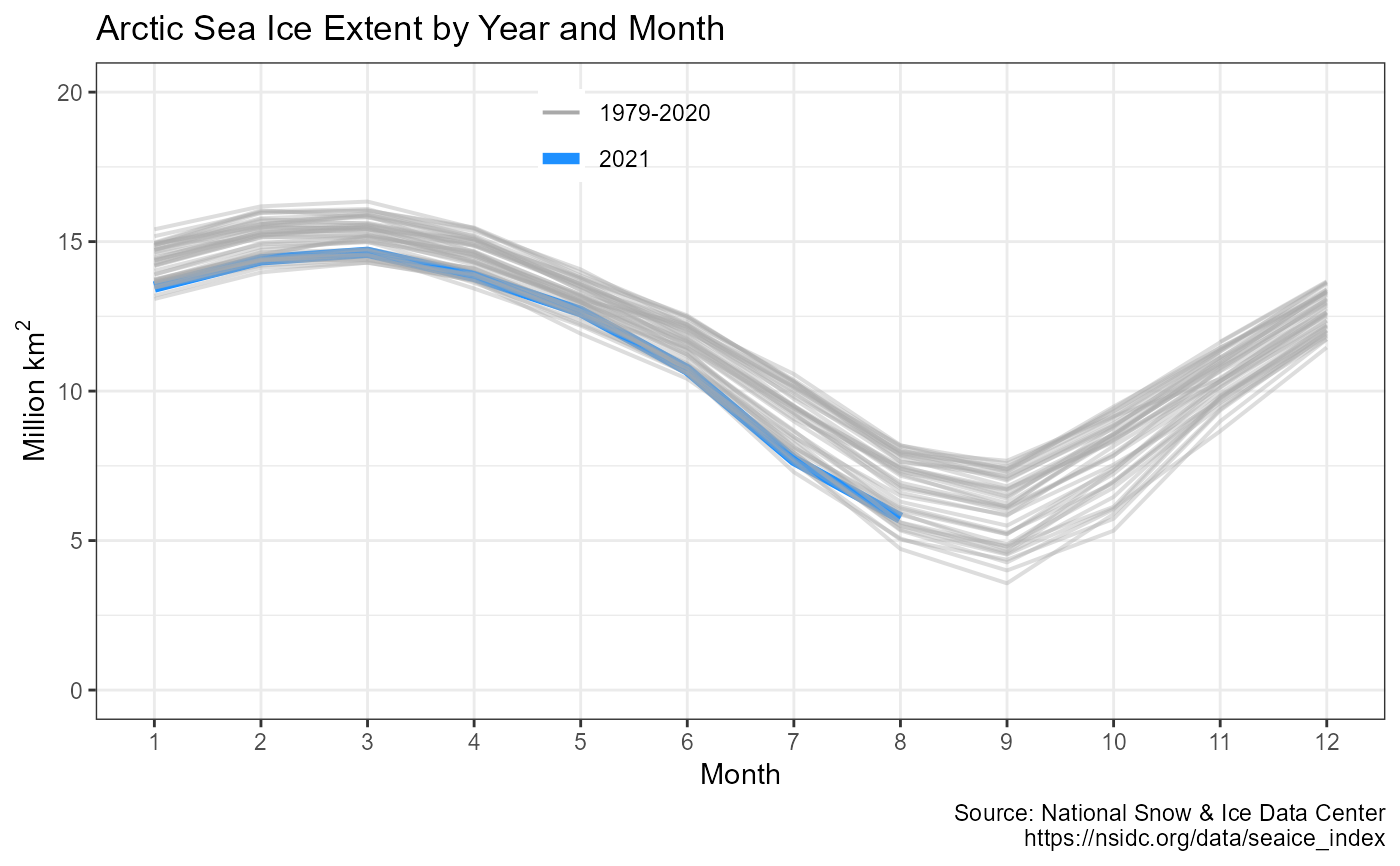 Arctic Sea Ice Extent by Year and Month
20
15
10
5
0
Million km²
1979-2020
2021
1 2 3 4 5 6 7 8 9 10 11 12
Month
Source: National Snow & Ice Data Center
https://nsidc.org/data/seaice_index